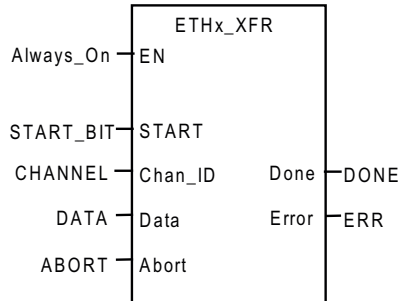 ETHx_XFR
Always_On EN
START_BIT START
CHANNEL Chan_ID Done DONE
DATA Data Error ERR
ABORT Abort